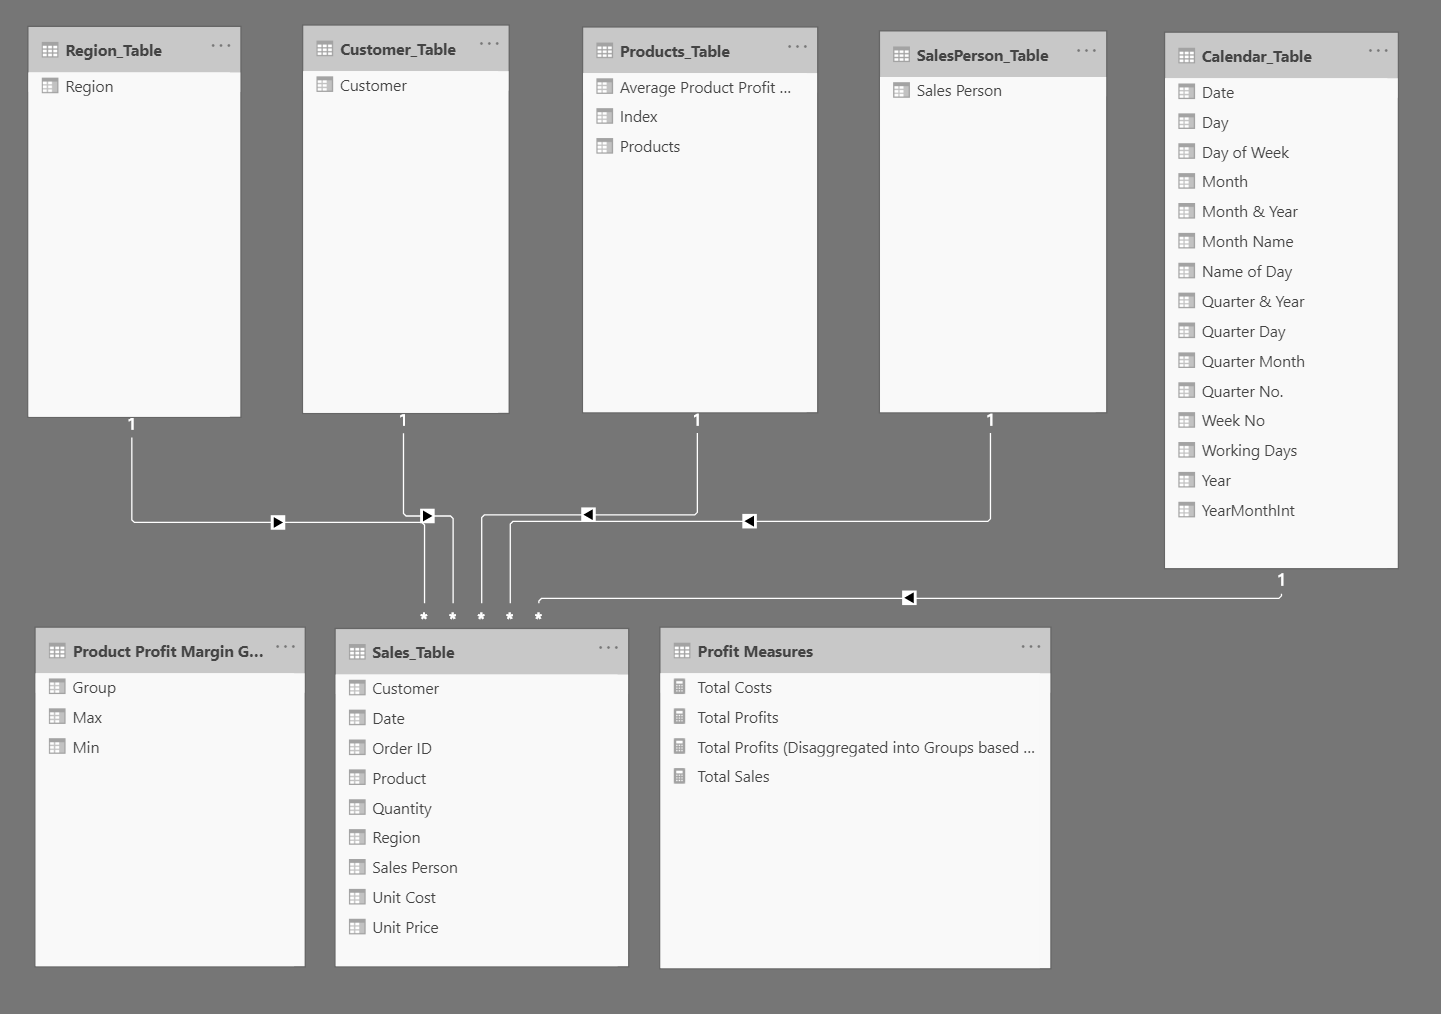 Region_Table ...
Region
Customer_Table ...
Customer
Products_Table ...
Average Product Profit ...
Index
Products
SalesPerson_Table ...
Sales Person
Calendar_Table ...
Date
Day
Day of Week
Month
Month & Year
Month Name
Name of Day
Quarter & Year
Quarter Day
Quarter Month
Quarter No.
Week No
Working Days
Year
YearMonthInt
1 1 1 1
1
* * * * *
Product Profit Margin G... ...
Group
Max
Min
Sales_Table ...
Customer
Date
Order ID
Product
Quantity
Region
Sales Person
Unit Cost
Unit Price
Profit Measures ...
Total Costs
Total Profits
Total Profits (Disaggregated into Groups based ...
Total Sales